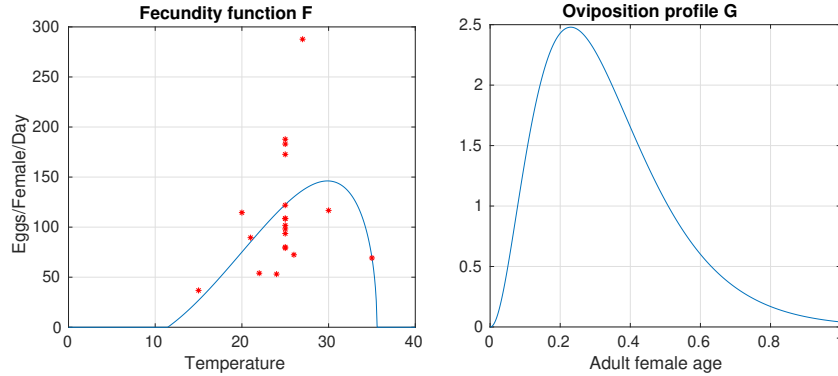 Fecundity function F
300
250
200
150
100
50
0
Eggs/Female/Day
0 10 20 30 40
Temperature
Oviposition profile G
2.5
2
1.5
1
0.5
0
0 0.2 0.4 0.6 0.8 1
Adult female age